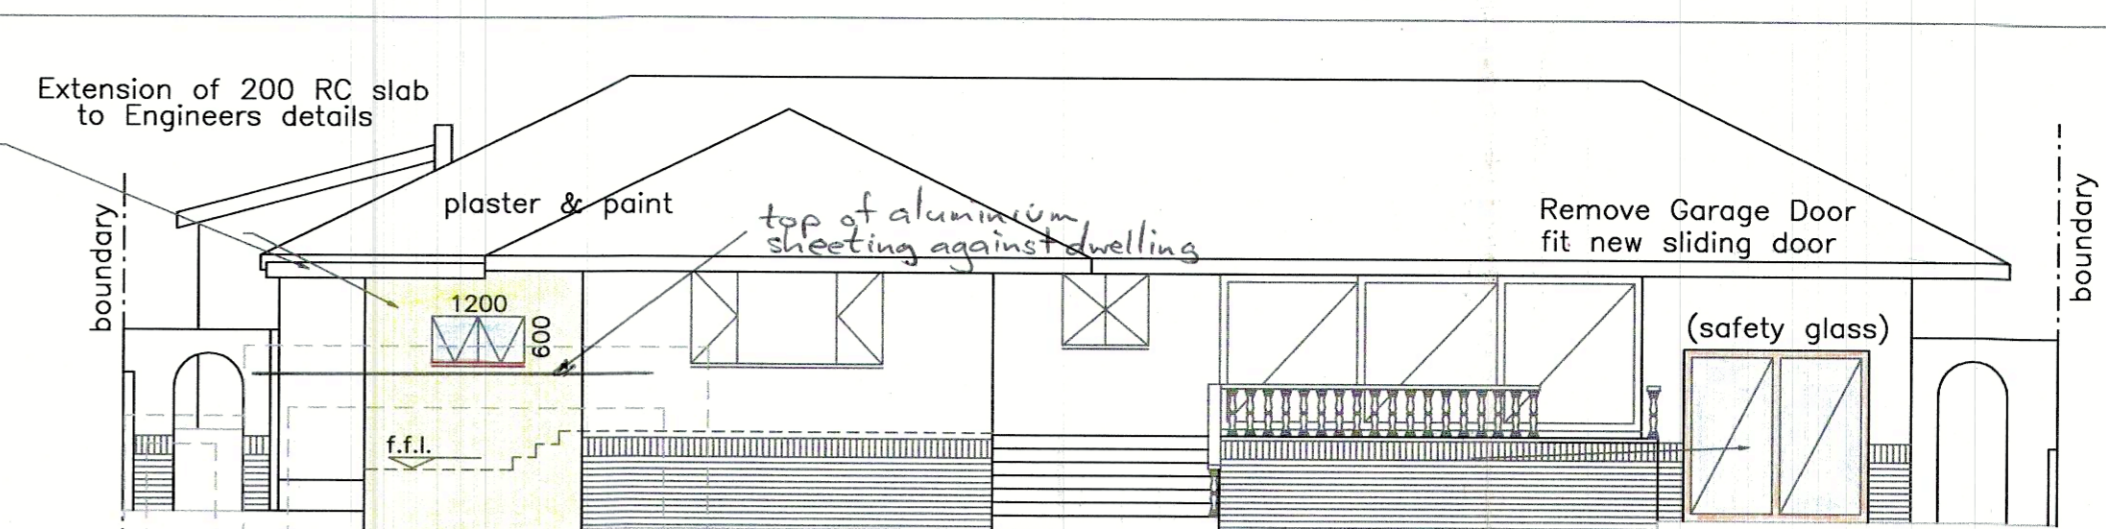 Extension of 200 RC slab
to Engineers details
boundary
plaster & paint
top of aluminium
sheeting against dwelling
Remove Garage Door
fit new sliding door
boundary
1200
600
(safety glass)
f.f.l.